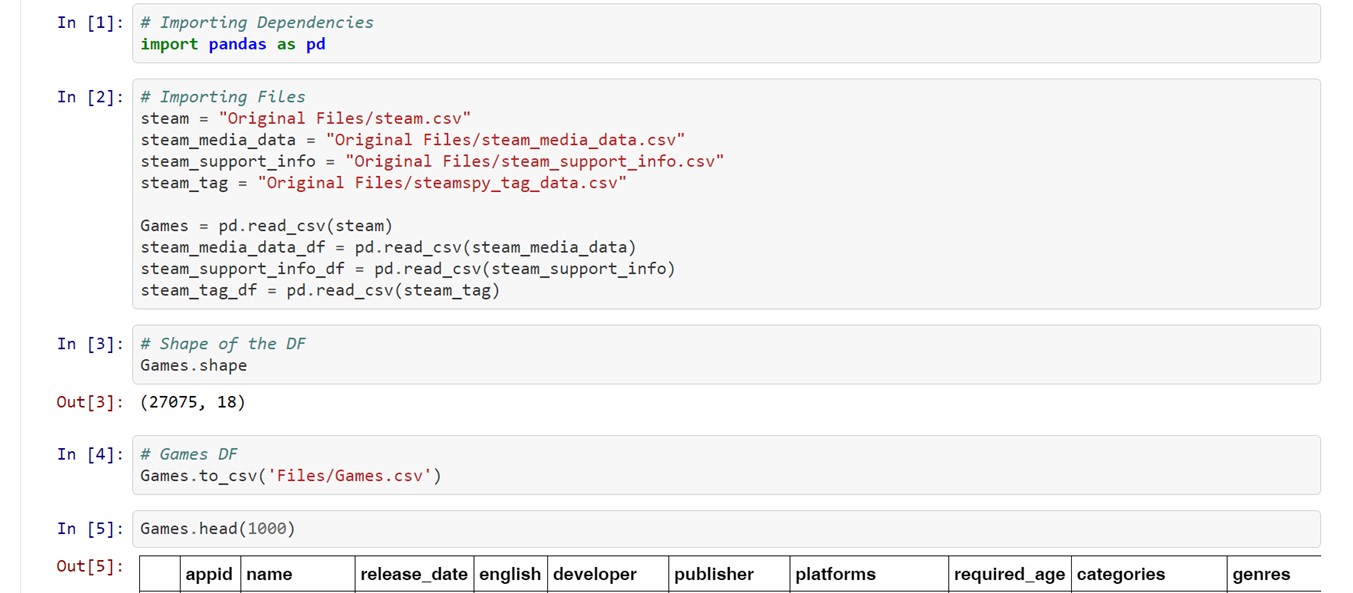 In [1]: # Importing Dependencies
import pandas as pd
In [2]: # Importing Files
steam = "Original Files/steam.csv"
steam_media_data = "Original Files/steam_media_data.csv"
steam_support_info = "Original Files/steam_support_info.csv"
steam_tag = "Original Files/steamspy_tag_data.csv"
Games = pd.read_csv(steam)
steam_media_data_df = pd.read_csv(steam_media_data)
steam_support_info_df = pd.read_csv(steam_support_info)
steam_tag_df = pd.read_csv(steam_tag)
In [3]: # Shape of the DF
Games.shape
Out[3]: (27075, 18)
In [4]: # Games DF
Games.to_csv('Files/Games.csv')
In [5]: Games.head(1000)
Out[5]: appid name release_date english developer publisher platforms required_age categories genres